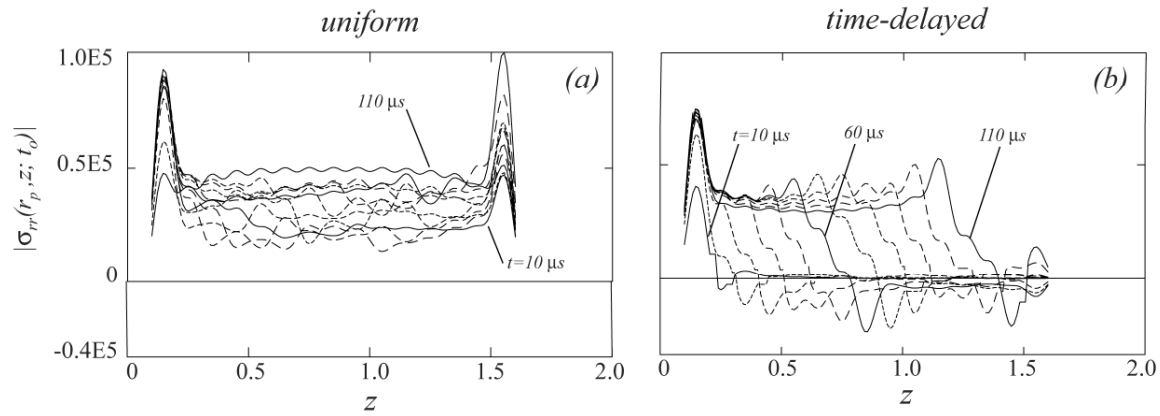 uniform
time-delayed
|σrr(rp,z; to)|
1.0E5
0.5E5
0
-0.4E5
(a)
110 μs
t=10 μs
0
0.5
1.0
1.5
2.0
z
(b)
t=10 μs
60 μs
110 μs
0
0.5
1.0
1.5
2.0
z